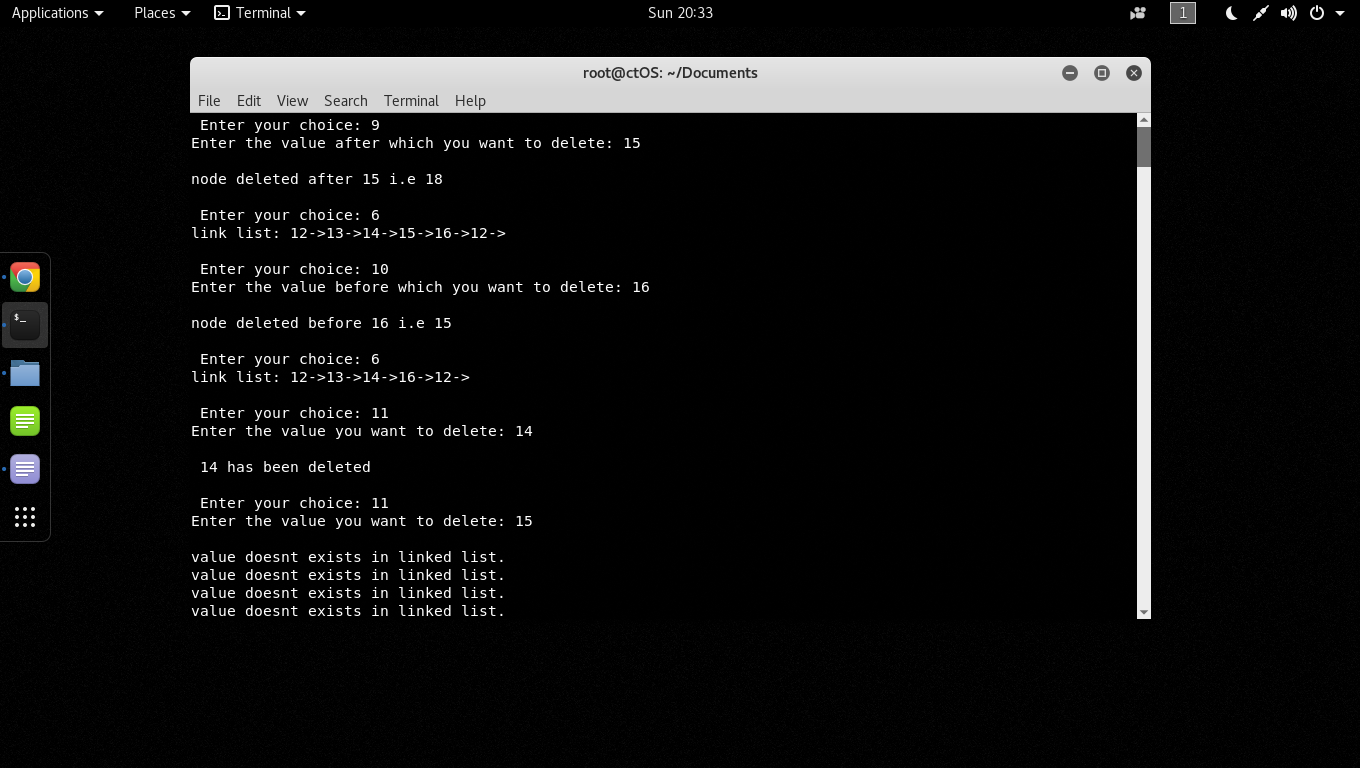 Applications Places Terminal Sun 20:33 1
root@ctOS: ~/Documents
File Edit View Search Terminal Help
Enter your choice: 9
Enter the value after which you want to delete: 15
node deleted after 15 i.e 18
Enter your choice: 6
link list: 12->13->14->15->16->12->
Enter your choice: 10
Enter the value before which you want to delete: 16
node deleted before 16 i.e 15
Enter your choice: 6
link list: 12->13->14->16->12->
Enter your choice: 11
Enter the value you want to delete: 14
14 has been deleted
Enter your choice: 11
Enter the value you want to delete: 15
value doesnt exists in linked list.
value doesnt exists in linked list.
value doesnt exists in linked list.
value doesnt exists in linked list.
$_